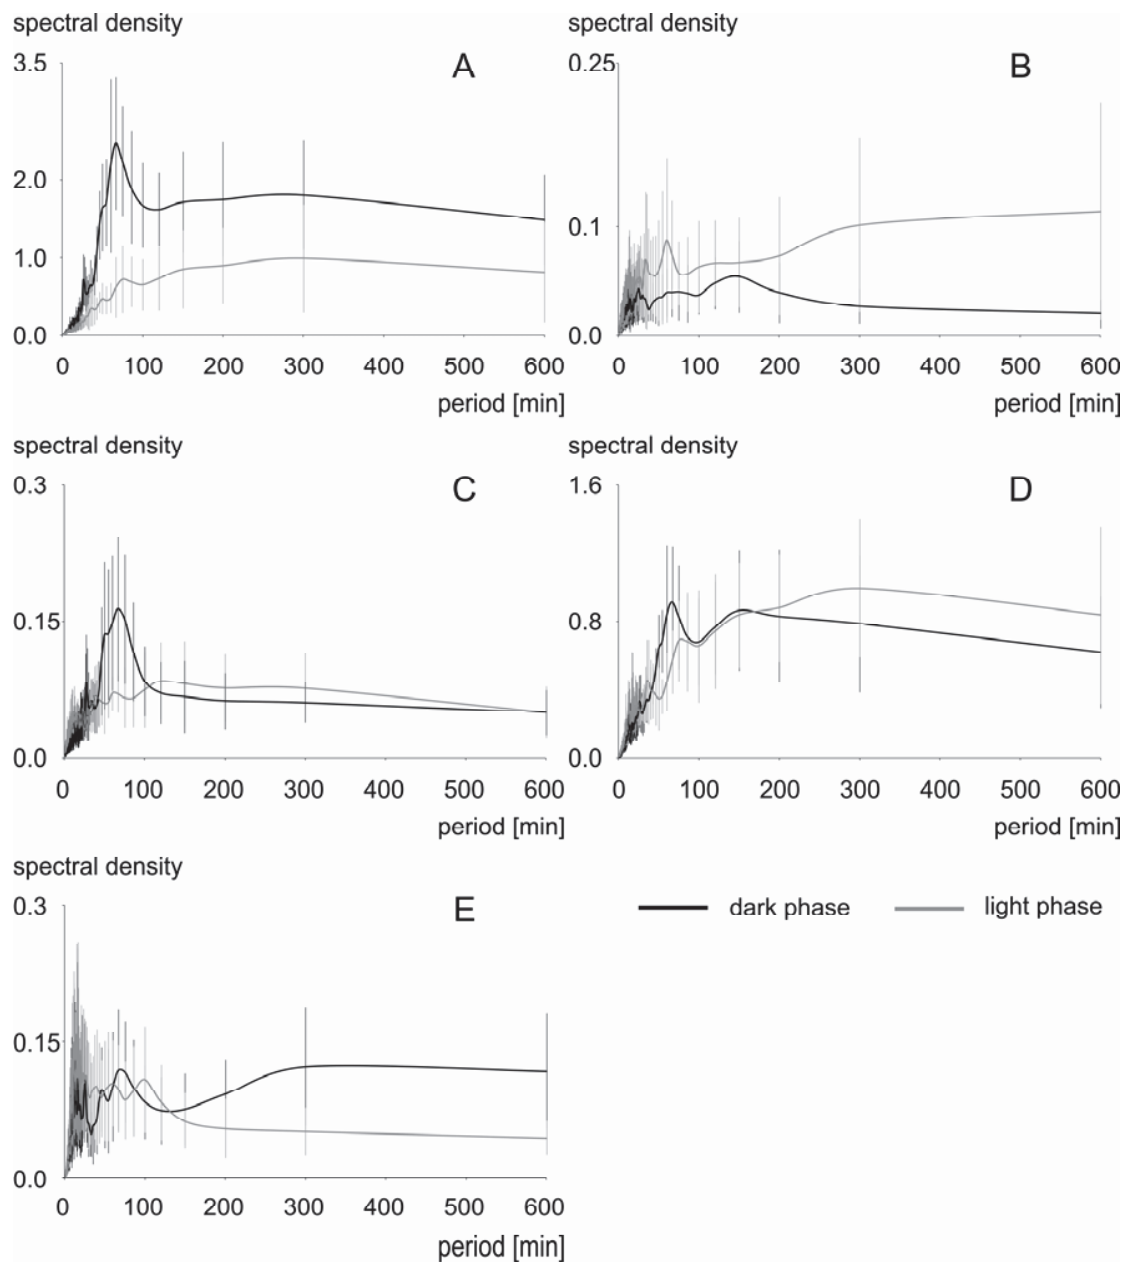 spectral density spectral density
3.5 A 0.25 B
2.0
1.0 0.1
0.0 0.0
0 100 200 300 400 500 600 0 100 200 300 400 500 600
period [min] period [min]
spectral density spectral density
0.3 C 1.6 D
0.15 0.8
0.0 0.0
0 100 200 300 400 500 600 0 100 200 300 400 500 600
period [min] period [min]
spectral density
0.3 E dark phase light phase
0.15
0.0
0 100 200 300 400 500 600
period [min]